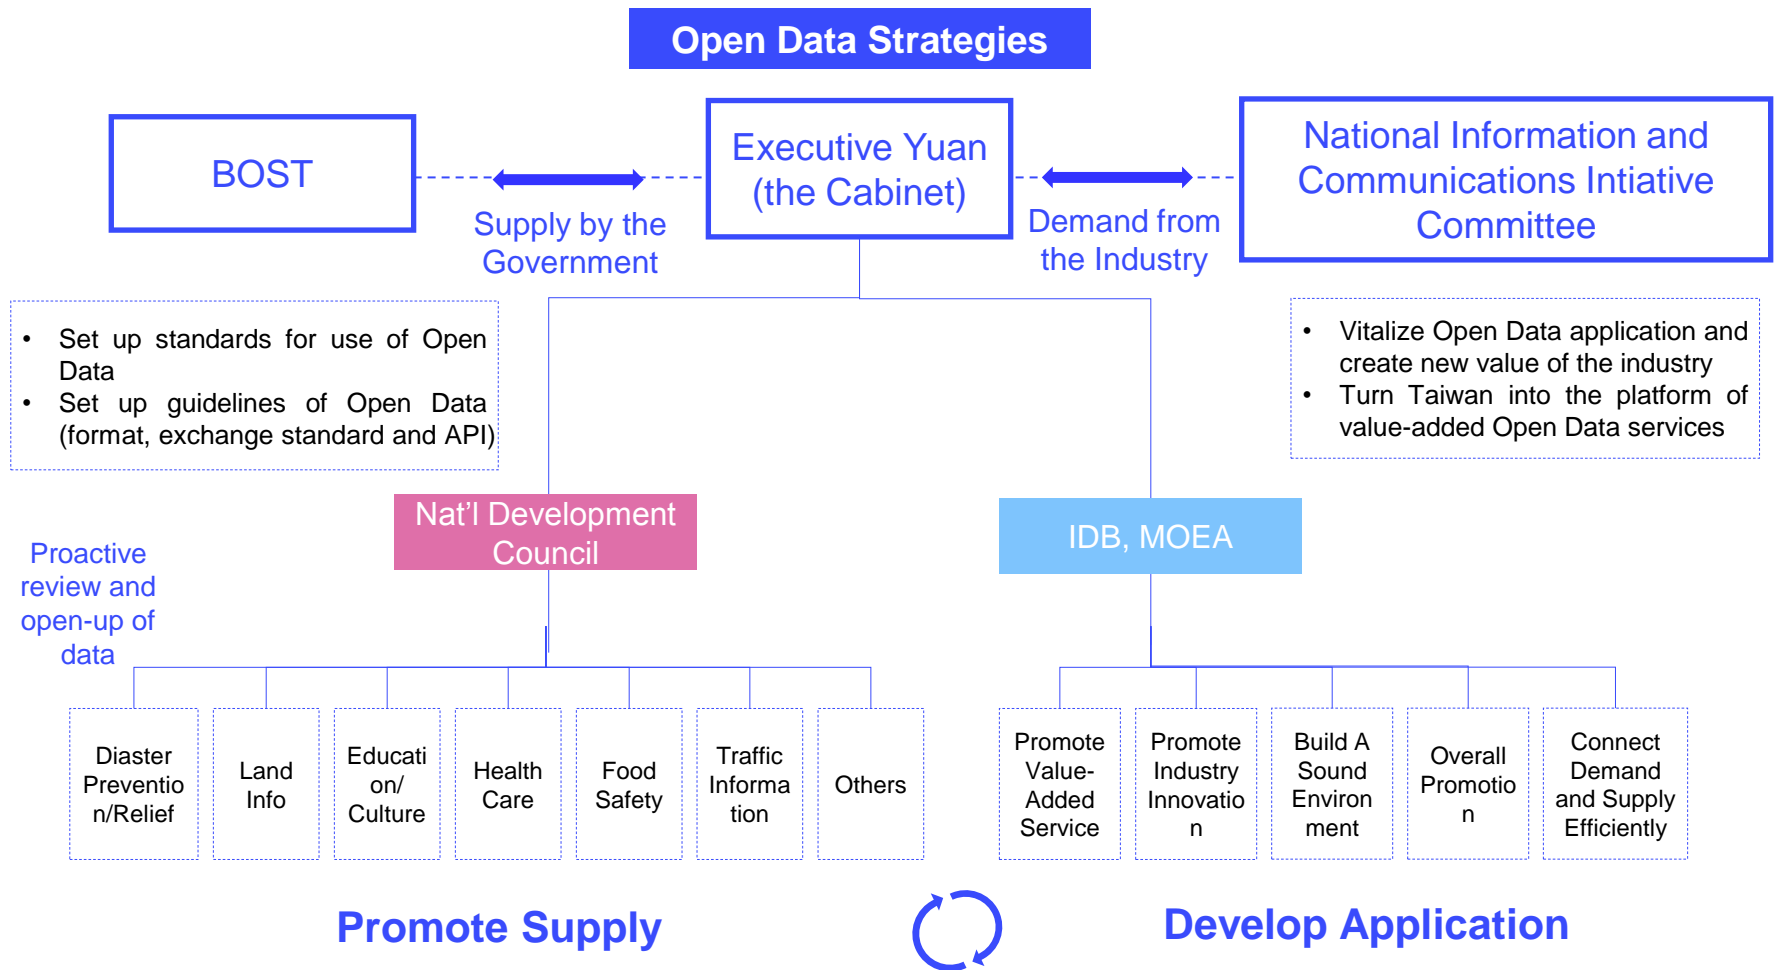 Open Data Strategies
BOST
Executive Yuan
(the Cabinet)
National Information and
Communications Intiative
Committee
Supply by the
Government
Demand from
the Industry
• Set up standards for use of Open
Data
• Set up guidelines of Open Data
(format, exchange standard and API)
• Vitalize Open Data application and
create new value of the industry
• Turn Taiwan into the platform of
value-added Open Data services
Nat’l Development
Council
IDB, MOEA
Proactive
review and
open-up of
data
Diaster
Preventio
n/Relief
Land
Info
Educati
on/
Culture
Health
Care
Food
Safety
Traffic
Informa
tion
Others
Promote
Value-
Added
Service
Promote
Industry
Innovatio
n
Build A
Sound
Environ
ment
Overall
Promotio
n
Connect
Demand
and Supply
Efficiently
Promote Supply
Develop Application